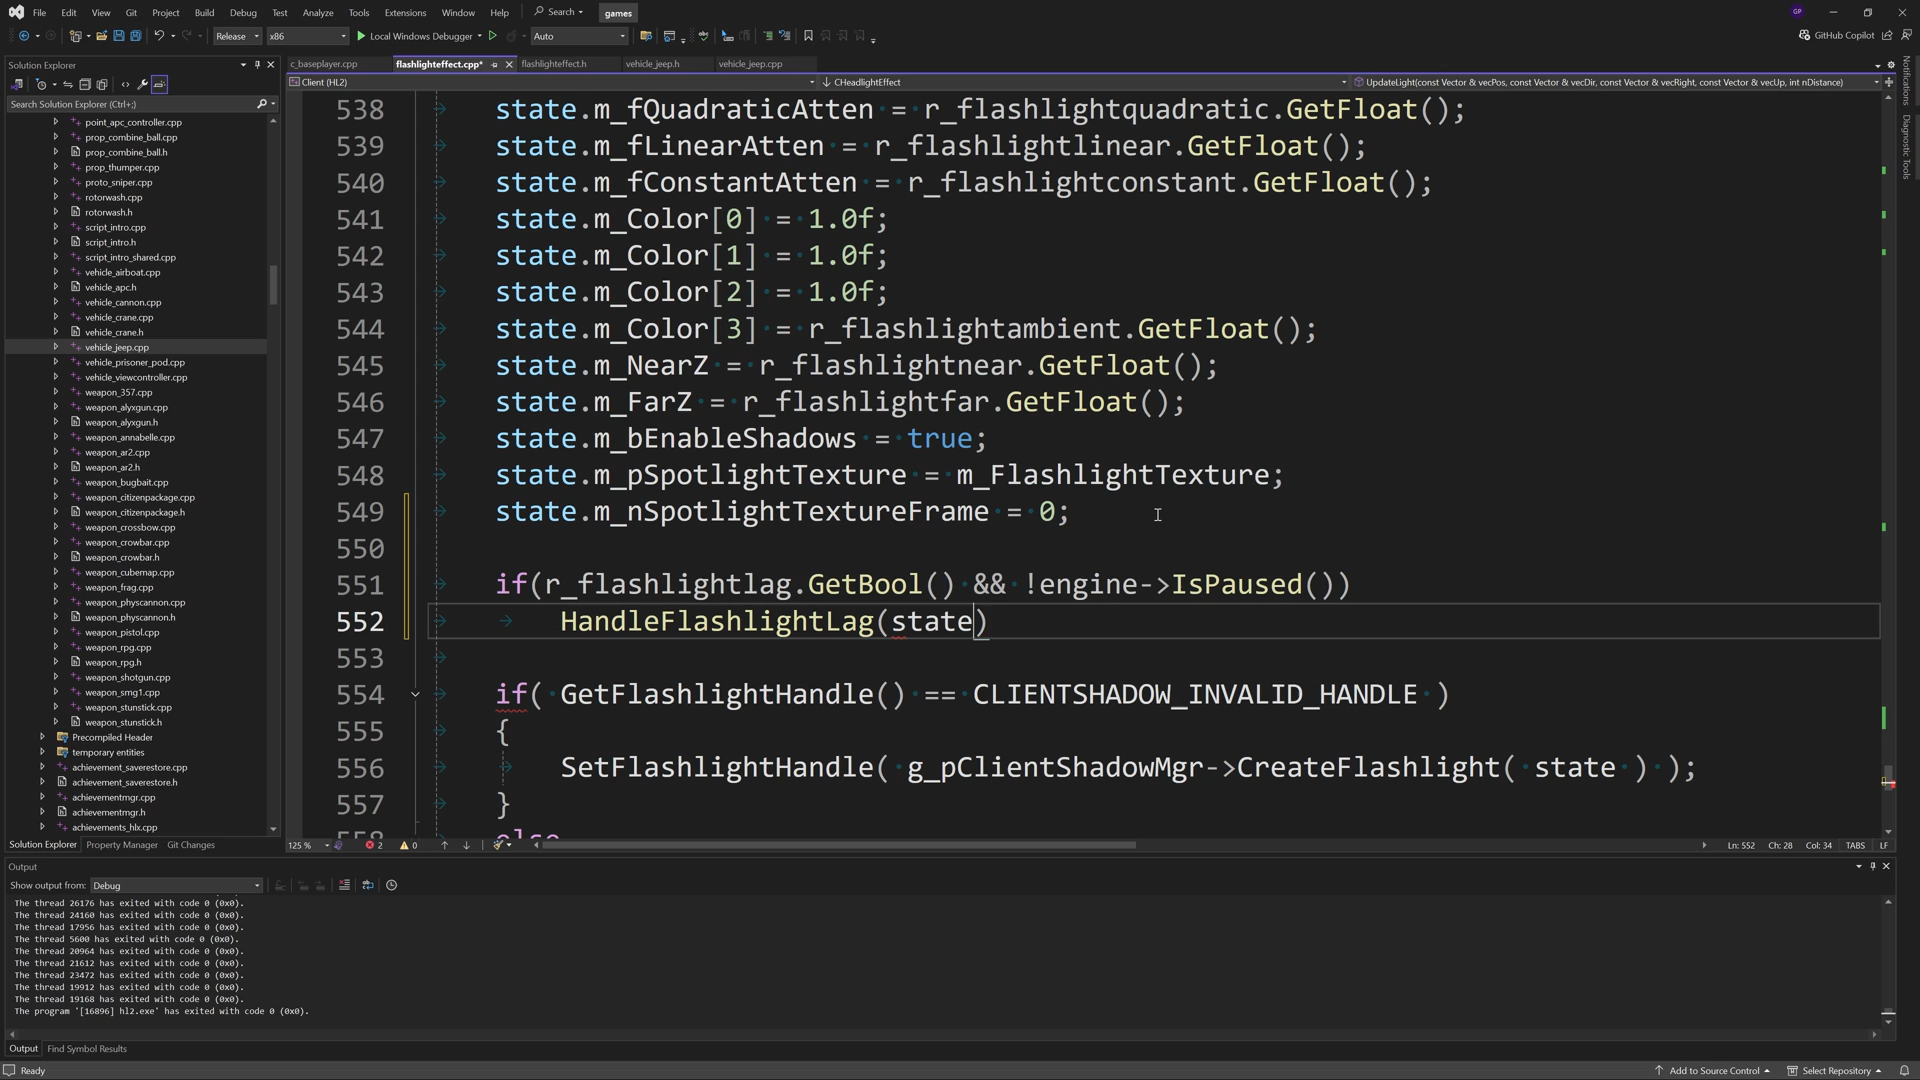 File Edit View Git Project Build Debug Test Analyze Tools Extensions Window Help Search games GP
Release x86 Local Windows Debugger Auto GitHub Copilot
Solution Explorer
Search Solution Explorer (Ctrl+;)
point_apc_controller.cpp
prop_combine_ball.cpp
prop_combine_ball.h
prop_thumper.cpp
proto_sniper.cpp
rotorwash.cpp
rotorwash.h
script_intro.cpp
script_intro.h
script_intro_shared.cpp
vehicle_airboat.cpp
vehicle_apc.h
vehicle_cannon.cpp
vehicle_crane.cpp
vehicle_crane.h
vehicle_jeep.cpp
vehicle_prisoner_pod.cpp
vehicle_viewcontroller.cpp
weapon_357.cpp
weapon_alyxgun.cpp
weapon_alyxgun.h
weapon_annabelle.cpp
weapon_ar2.cpp
weapon_ar2.h
weapon_bugbait.cpp
weapon_citizenpackage.cpp
weapon_citizenpackage.h
weapon_crossbow.cpp
weapon_crowbar.cpp
weapon_crowbar.h
weapon_cubemap.cpp
weapon_frag.cpp
weapon_physcannon.cpp
weapon_physcannon.h
weapon_pistol.cpp
weapon_rpg.cpp
weapon_rpg.h
weapon_shotgun.cpp
weapon_smg1.cpp
weapon_stunstick.cpp
weapon_stunstick.h
Precompiled Header
temporary entities
achievement_saverestore.cpp
achievement_saverestore.h
achievementmgr.cpp
achievementmgr.h
achievements_hlx.cpp
Solution Explorer Property Manager Git Changes
c_baseplayer.cpp flashlighteffect.cpp* flashlighteffect.h vehicle_jeep.h vehicle_jeep.cpp
Client (HL2) CHeadlightEffect UpdateLight(const Vector & vecPos, const Vector & vecDir, const Vector & vecRight, const Vector & vecUp, int nDistance)
538 state.m_fQuadraticAtten = r_flashlightquadratic.GetFloat();
539 state.m_fLinearAtten = r_flashlightlinear.GetFloat();
540 state.m_fConstantAtten = r_flashlightconstant.GetFloat();
541 state.m_Color[0] = 1.0f;
542 state.m_Color[1] = 1.0f;
543 state.m_Color[2] = 1.0f;
544 state.m_Color[3] = r_flashlightambient.GetFloat();
545 state.m_NearZ = r_flashlightnear.GetFloat();
546 state.m_FarZ = r_flashlightfar.GetFloat();
547 state.m_bEnableShadows = true;
548 state.m_pSpotlightTexture = m_FlashlightTexture;
549 state.m_nSpotlightTextureFrame = 0;
550
551 if(r_flashlightlag.GetBool() && !engine->IsPaused())
552 HandleFlashlightLag(state)
553
554 if( GetFlashlightHandle() == CLIENTSHADOW_INVALID_HANDLE )
555 {
556 SetFlashlightHandle( g_pClientShadowMgr->CreateFlashlight( state ) );
557 }
558 else
125 % 2 0 Ln: 552 Ch: 28 Col: 34 TABS LF
Notifications
Diagnostic Tools
Output
Show output from: Debug
The thread 26176 has exited with code 0 (0x0).
The thread 24160 has exited with code 0 (0x0).
The thread 17956 has exited with code 0 (0x0).
The thread 5600 has exited with code 0 (0x0).
The thread 20964 has exited with code 0 (0x0).
The thread 21612 has exited with code 0 (0x0).
The thread 23472 has exited with code 0 (0x0).
The thread 19912 has exited with code 0 (0x0).
The thread 19168 has exited with code 0 (0x0).
The program '[16896] hl2.exe' has exited with code 0 (0x0).
Output Find Symbol Results
Ready Add to Source Control Select Repository